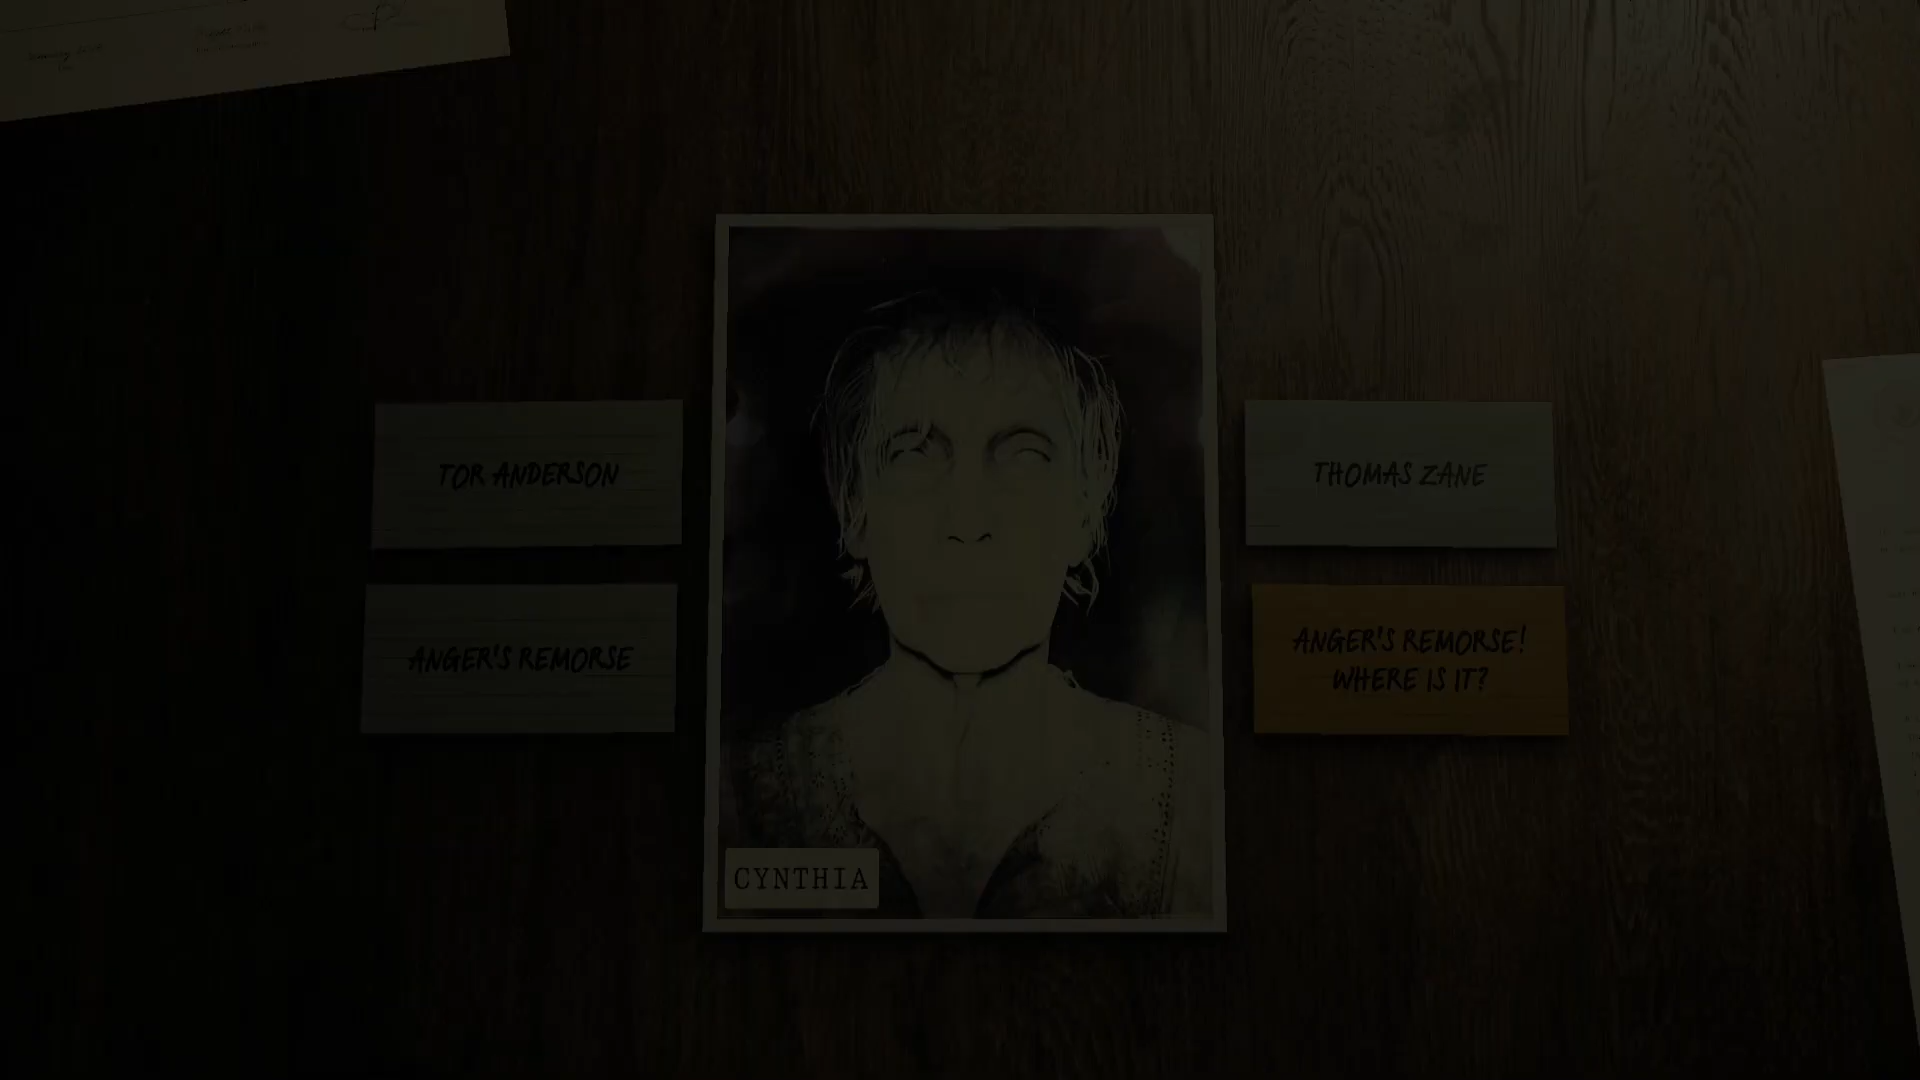 TOR ANDERSON
THOMAS ZANE
ANGER'S REMORSE
ANGER'S REMORSE!
WHERE IS IT?
CYNTHIA